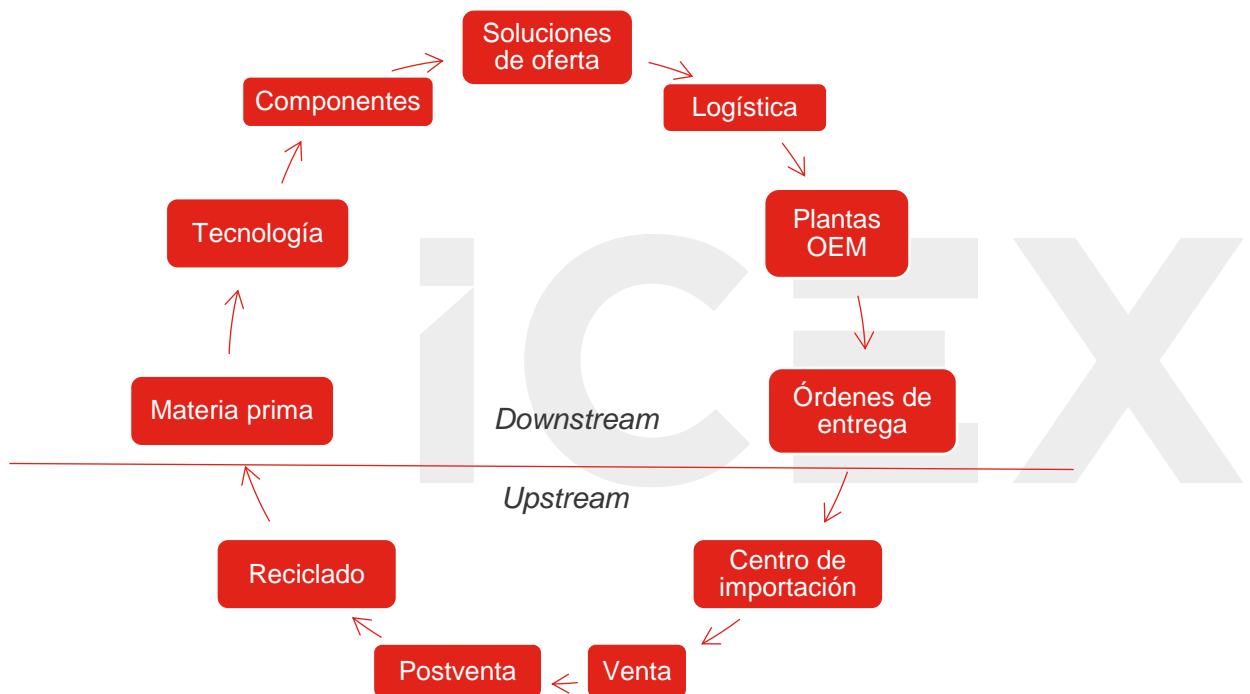 Soluciones
de oferta
Componentes
Logística
Tecnología
Plantas
OEM
Materia prima
Órdenes de
entrega
Downstream
Upstream
Reciclado
Centro de
importación
Postventa
Venta
iCEX